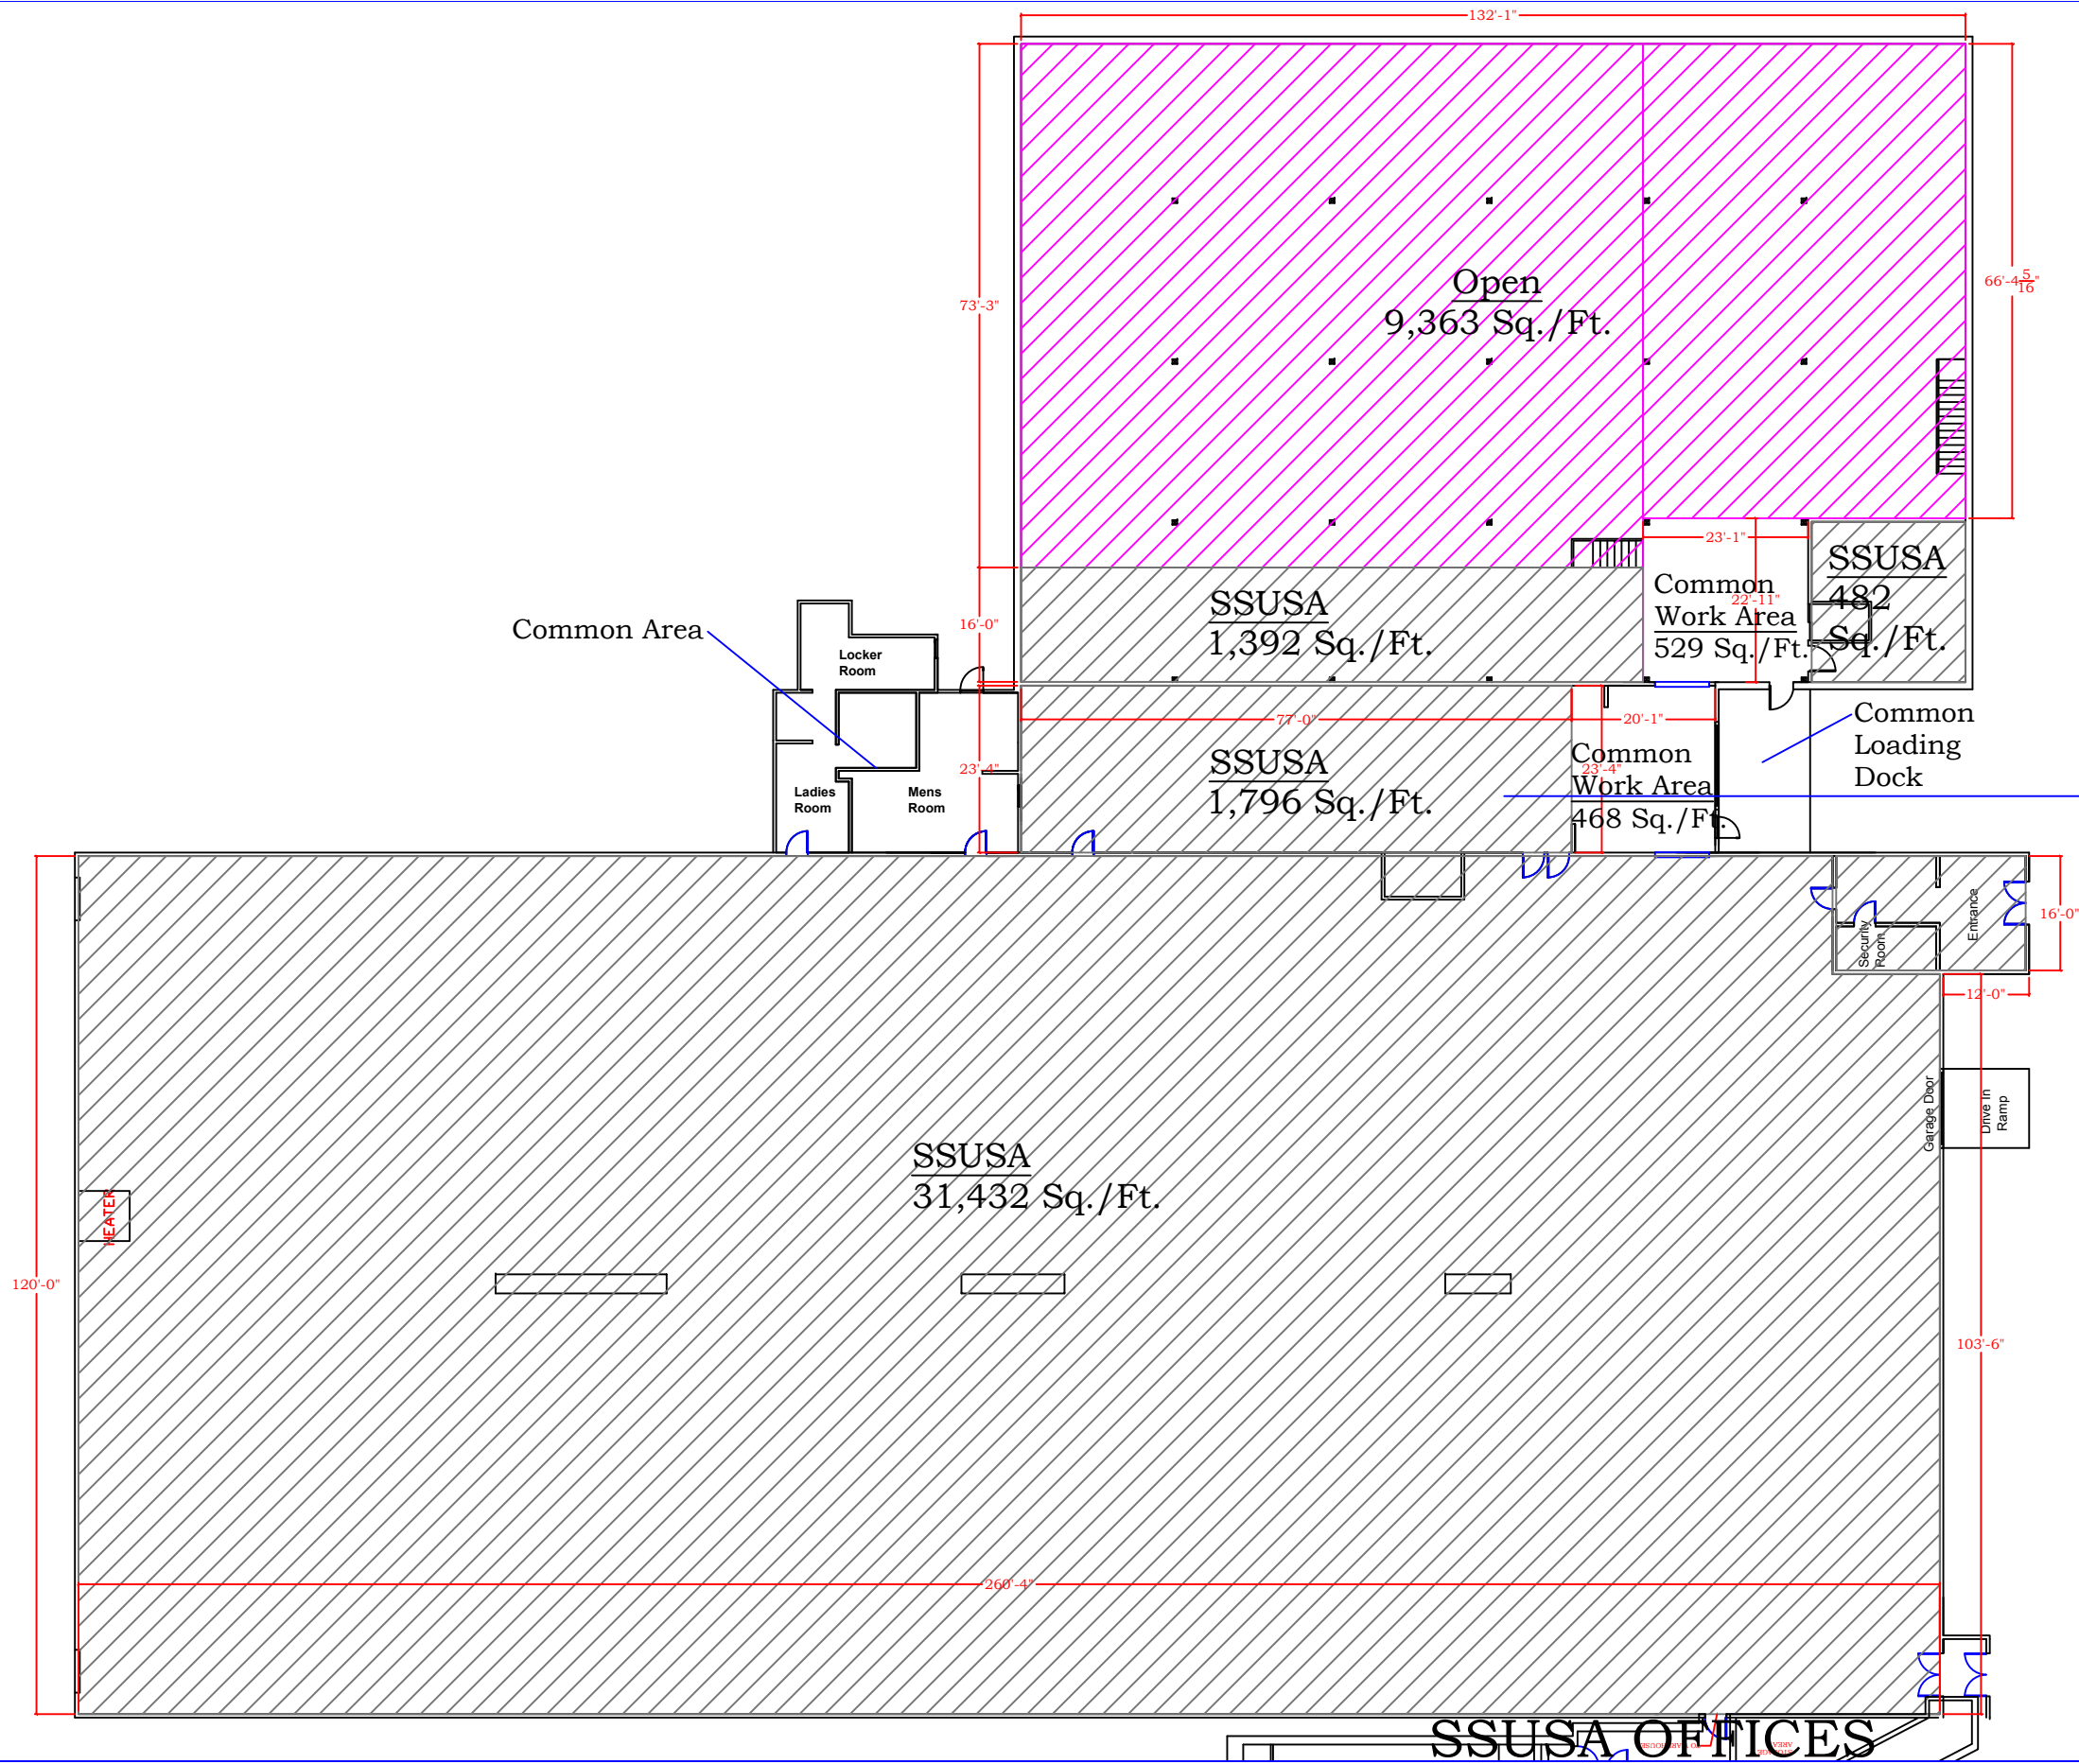 132'-1"
73'-3"
66'-4 5/16"
Open
9,363 Sq./Ft.
23'-1"
22'-11"
SSUSA
482
Sq./Ft.
Common
Work Area
529 Sq./Ft.
16'-0"
SSUSA
1,392 Sq./Ft.
Common Area
Locker
Room
77'-0"
20'-1"
Common
Loading
Dock
23'-4"
SSUSA
1,796 Sq./Ft.
Common
23'-4"
Work Area
468 Sq./Ft.
Ladies
Room
Mens
Room
Security
Room
Entrance
16'-0"
12'-0"
Garage Door
Drive In
Ramp
SSUSA
31,432 Sq./Ft.
HEATER
120'-0"
103'-6"
260'-4"
SSUSA OFFICES
STORAGE
AREA